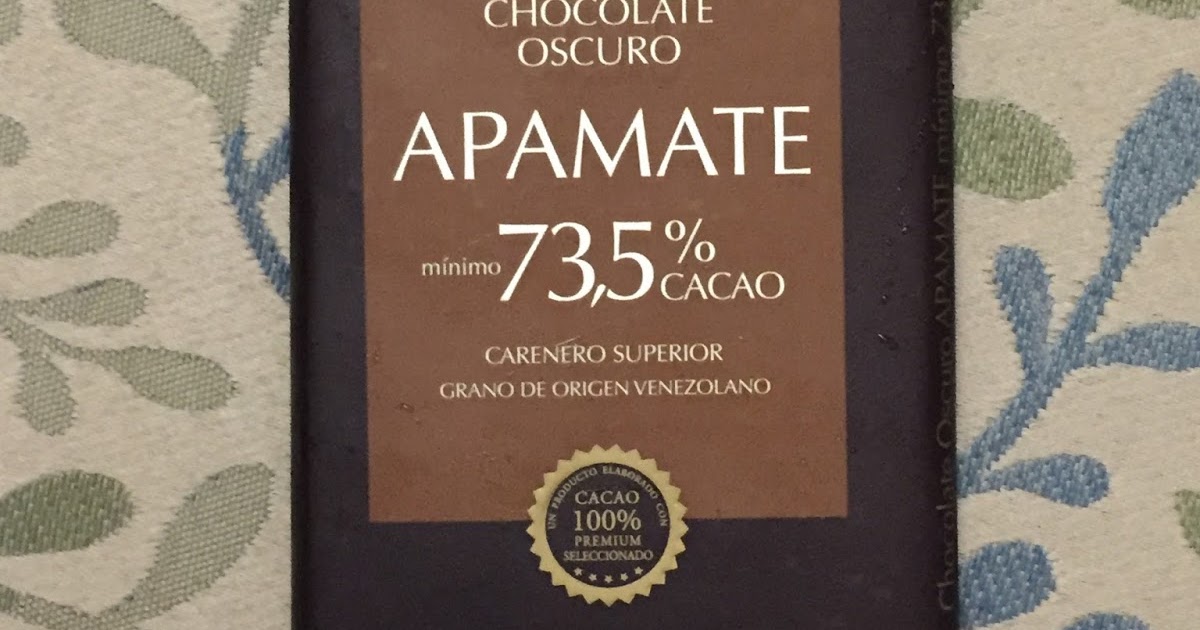 CHOCOLATE
OSCURO
APAMATE
mínimo 73,5% CACAO
CARENERO SUPERIOR
GRANO DE ORIGEN VENEZOLANO
UN PRODUCTO ELABORADO CON
CACAO
100%
PREMIUM
SELECCIONADO
Chocolate Oscuro APAMATE mínimo 73